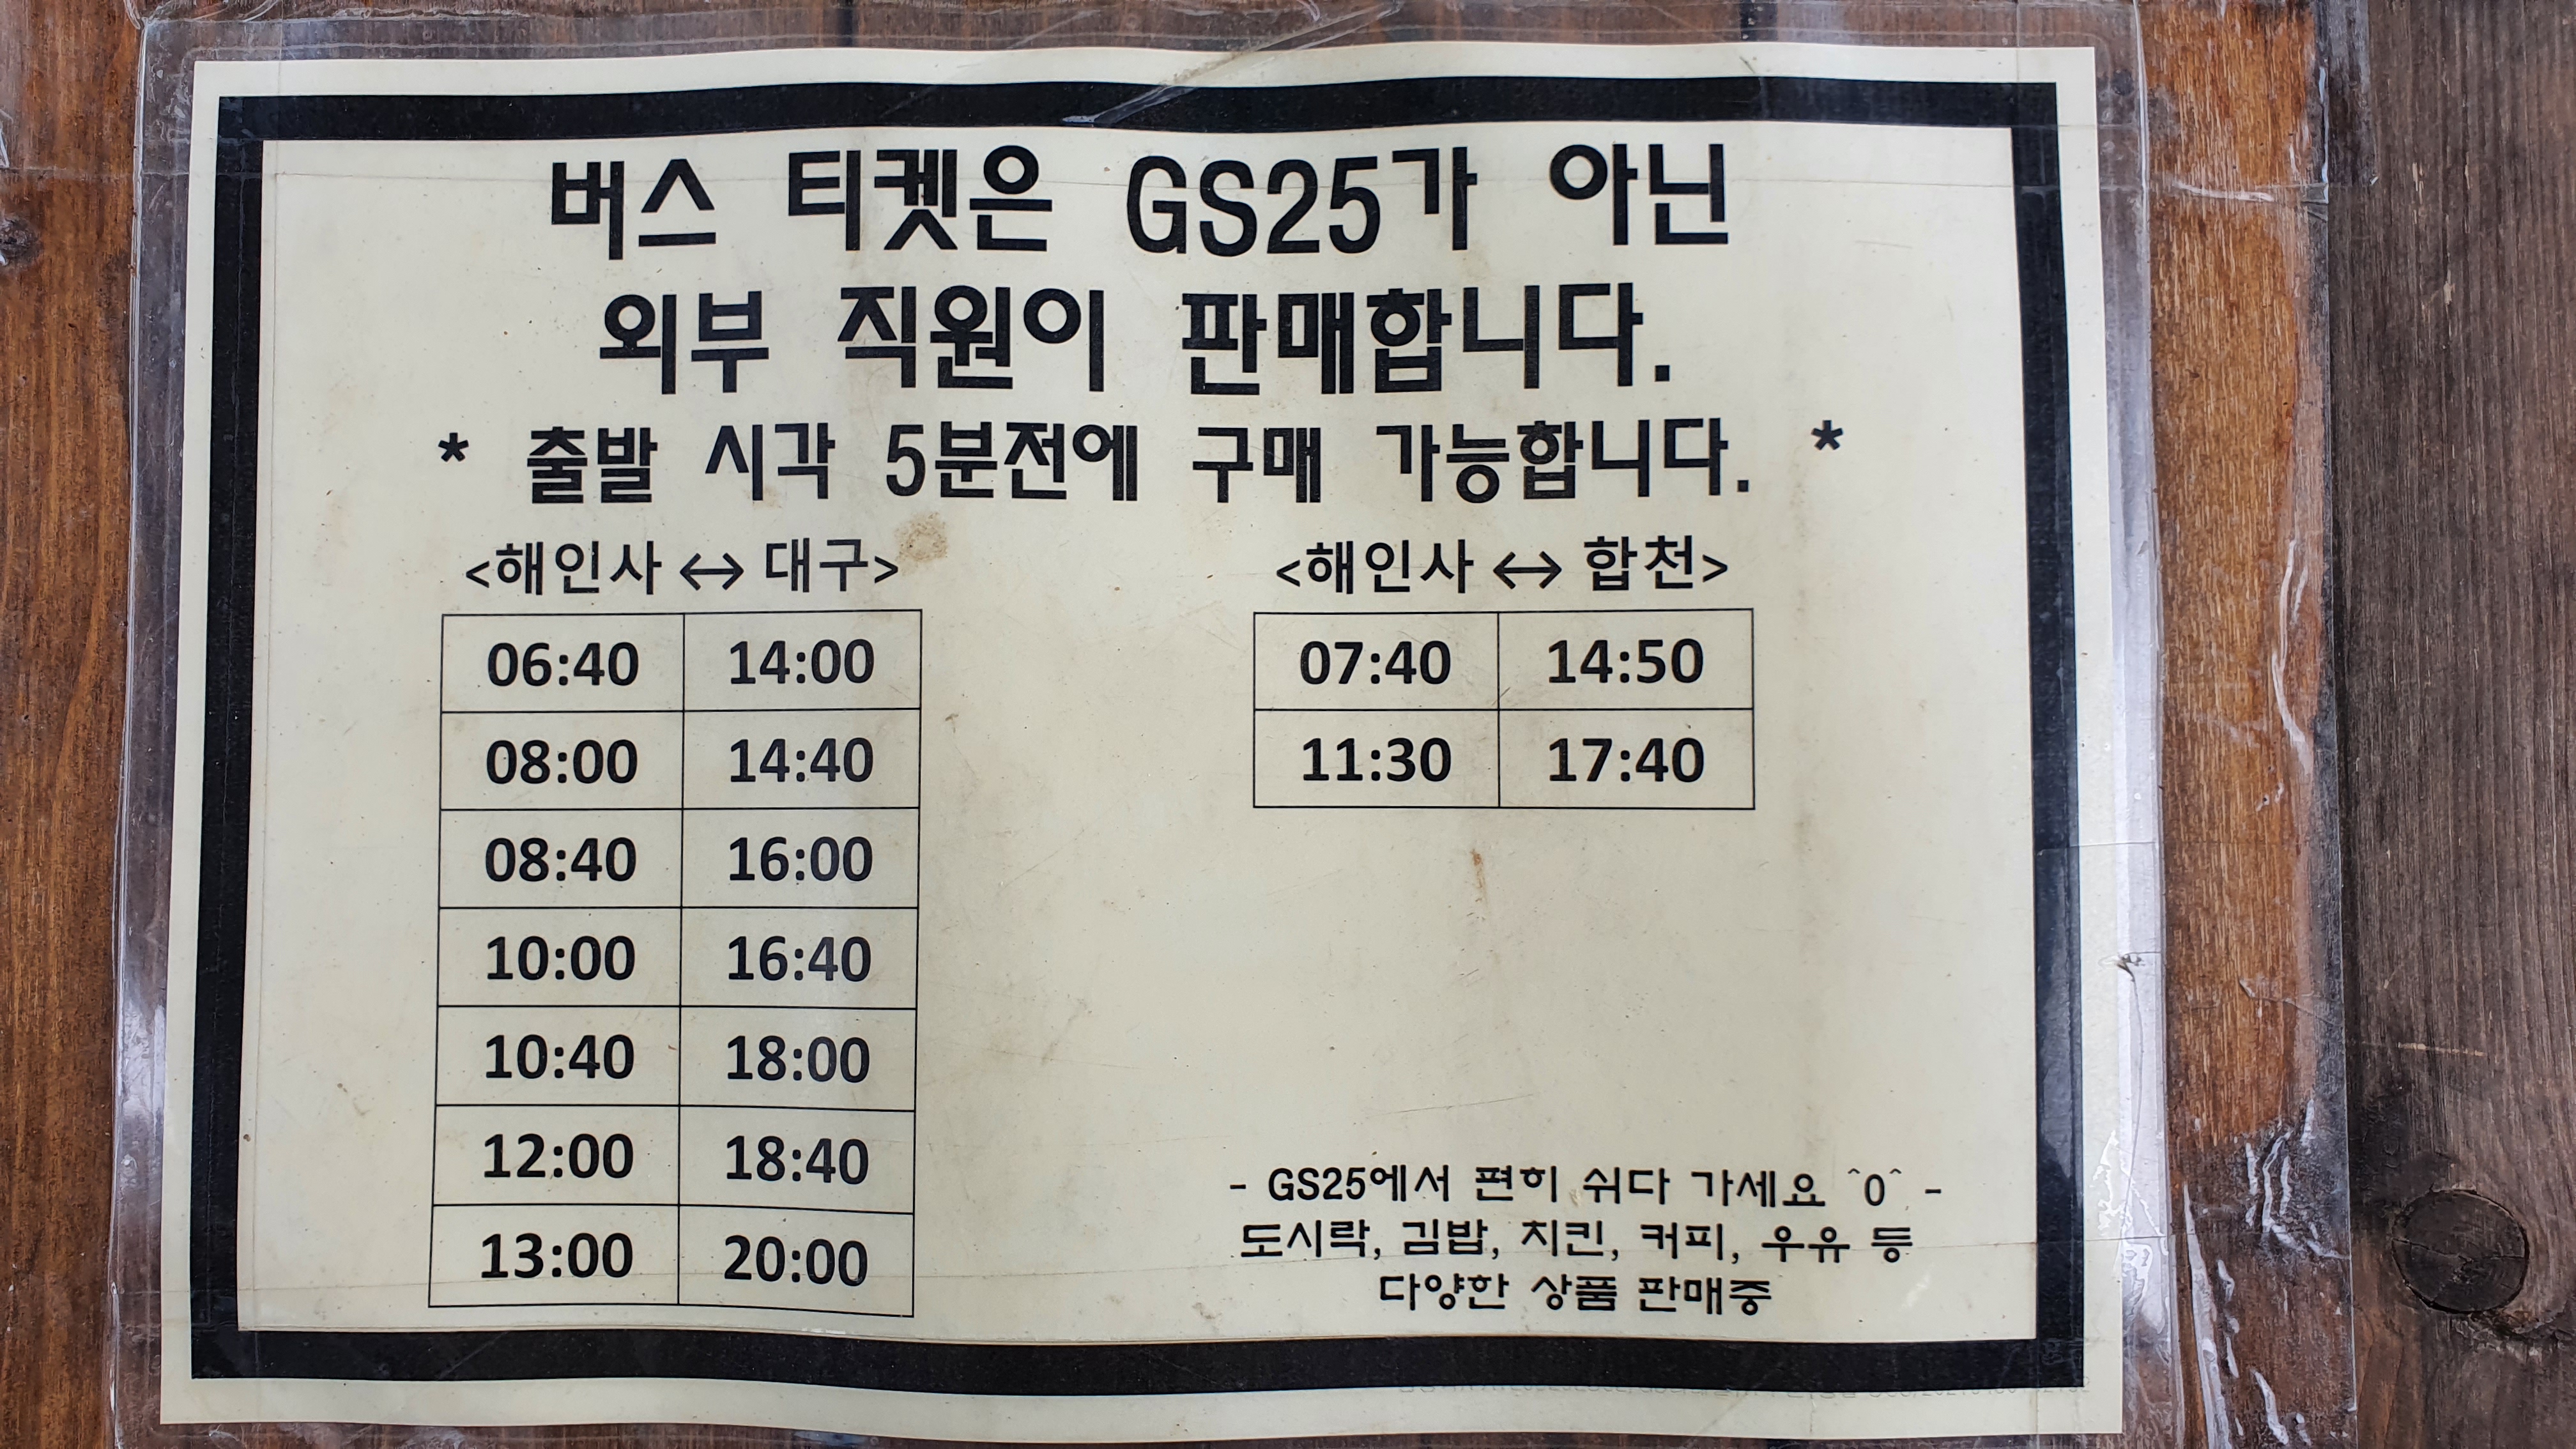 버스 티켓은 GS25가 아닌
외부 직원이 판매합니다.
* 출발 시각 5분전에 구매 가능합니다. *
<해인사 ↔ 대구>
06:40 14:00
08:00 14:40
08:40 16:00
10:00 16:40
10:40 18:00
12:00 18:40
13:00 20:00
<해인사 ↔ 합천>
07:40 14:50
11:30 17:40
- GS25에서 편히 쉬다 가세요 ^0^ -
도시락, 김밥, 치킨, 커피, 우유 등
다양한 상품 판매중